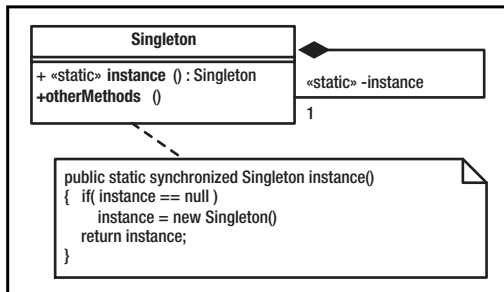 Singleton
+ «static» instance () : Singleton
+otherMethods ()
«static» -instance
1
public static synchronized Singleton instance()
{ if( instance == null )
instance = new Singleton()
return instance;
}